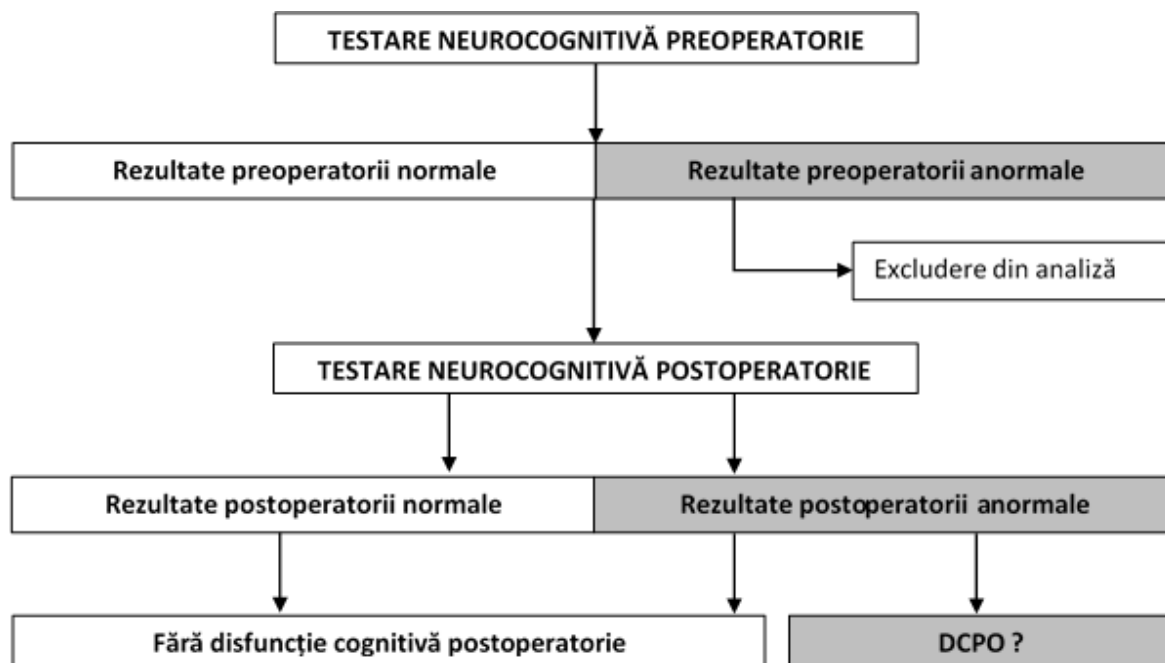 TESTARE NEUROCOGNITIVĂ PREOPERATORIE
Rezultate preoperatorii normale
Rezultate preoperatorii anormale
Excludere din analiză
TESTARE NEUROCOGNITIVĂ POSTOPERATORIE
Rezultate postoperatorii normale
Rezultate postoperatorii anormale
Fără disfuncție cognitivă postoperatorie
DCPO ?